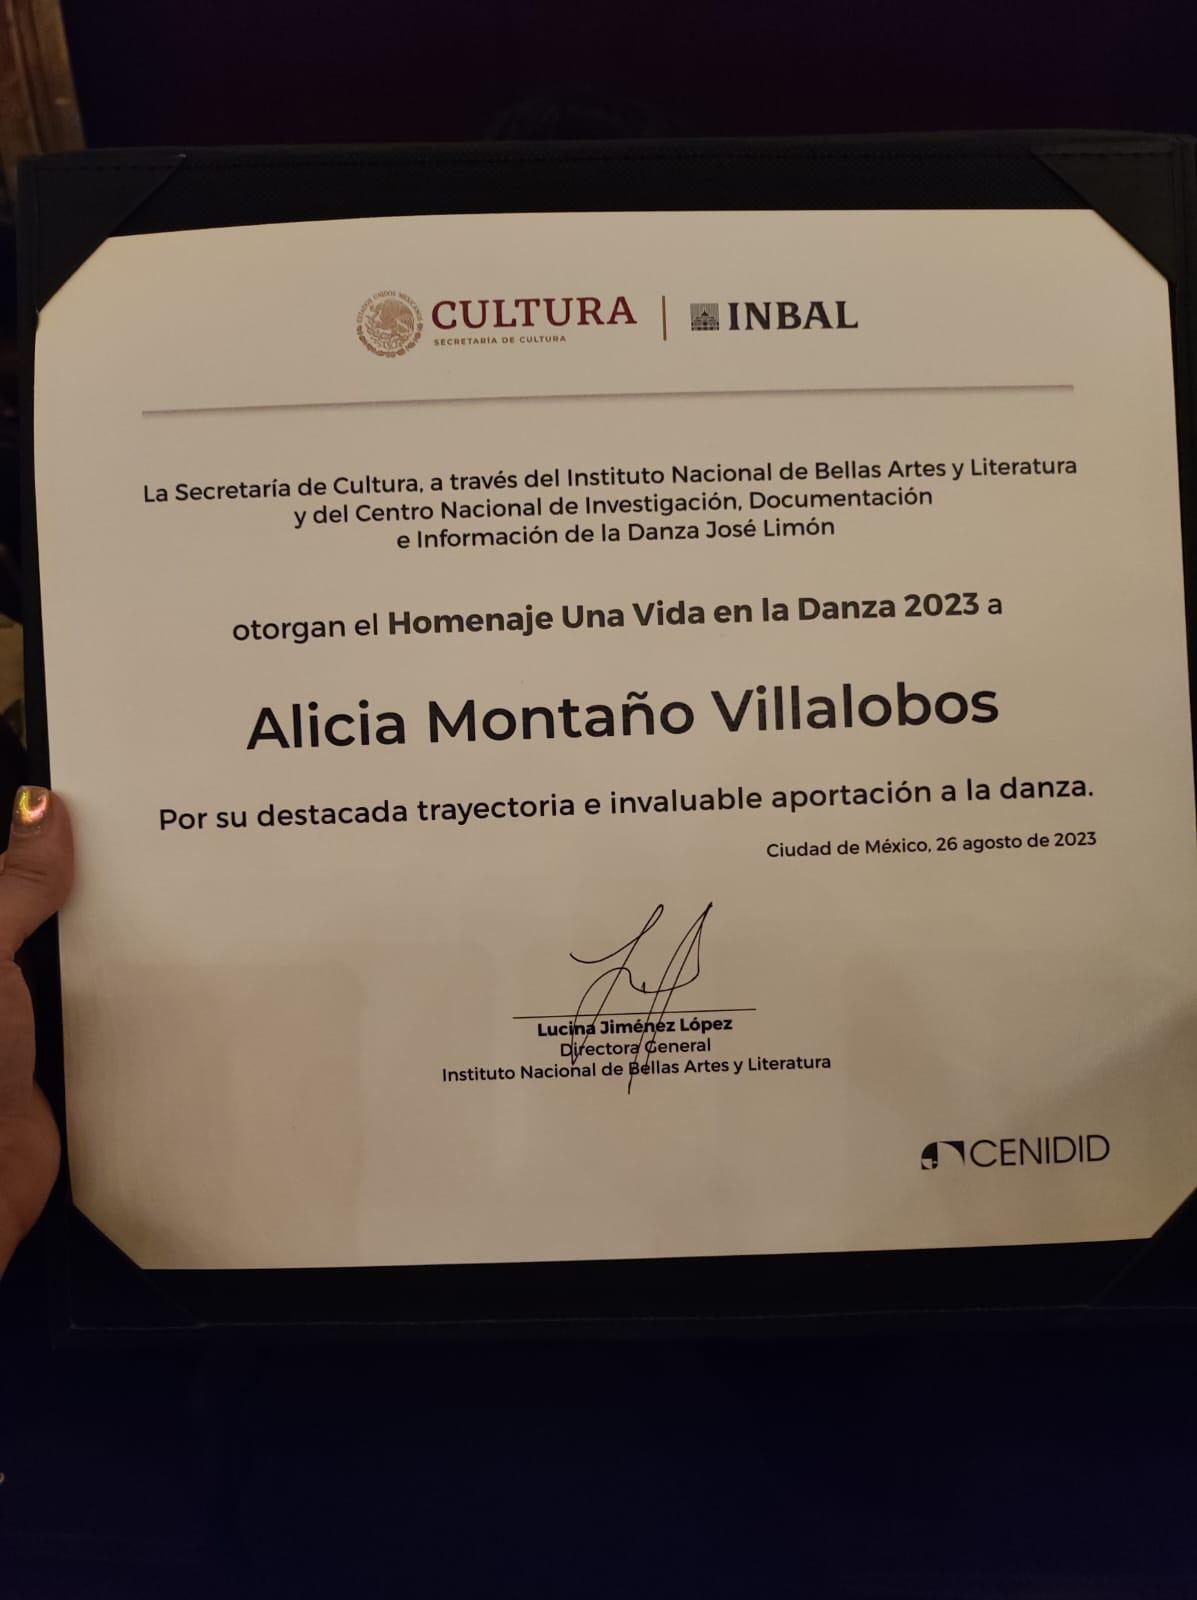 CULTURA
SECRETARÍA DE CULTURA
INBAL
La Secretaría de Cultura, a través del Instituto Nacional de Bellas Artes y Literatura
y del Centro Nacional de Investigación, Documentación
e Información de la Danza José Limón
otorgan el Homenaje Una Vida en la Danza 2023 a
Alicia Montaño Villalobos
Por su destacada trayectoria e invaluable aportación a la danza.
Ciudad de México, 26 agosto de 2023
Lucina Jiménez López
Directora General
Instituto Nacional de Bellas Artes y Literatura
CENIDID